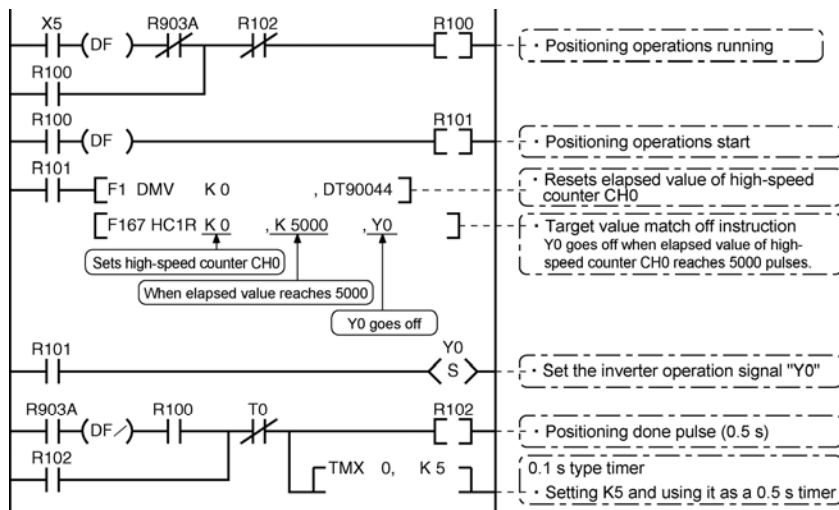 X5 R903A R102 R100
(DF )
· Positioning operations running
R100
R100 R101
(DF )
· Positioning operations start
R101
F1 DMV K 0 , DT90044
· Resets elapsed value of high-speed
counter CH0
F167 HC1R K 0 , K 5000 , Y0
· Target value match off instruction
Y0 goes off when elapsed value of high-
speed counter CH0 reaches 5000 pulses.
Sets high-speed counter CH0
When elapsed value reaches 5000
Y0 goes off
R101 Y0
S
· Set the inverter operation signal "Y0"
R903A R100 T0 R102
(DF/)
· Positioning done pulse (0.5 s)
R102
TMX 0, K 5
0.1 s type timer
· Setting K5 and using it as a 0.5 s timer